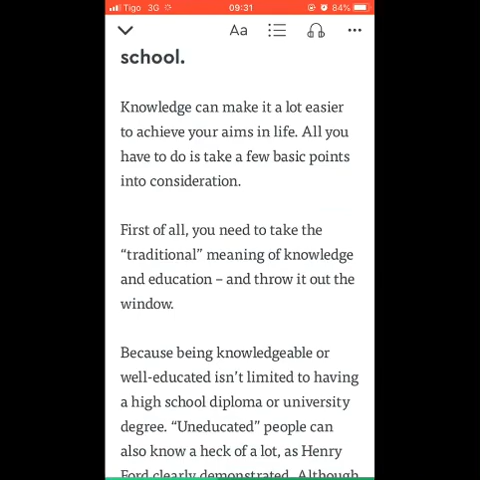 Tigo 3G 09:31 84%
Aa
school.
Knowledge can make it a lot easier
to achieve your aims in life. All you
have to do is take a few basic points
into consideration.
First of all, you need to take the
“traditional” meaning of knowledge
and education – and throw it out the
window.
Because being knowledgeable or
well-educated isn’t limited to having
a high school diploma or university
degree. “Uneducated” people can
also know a heck of a lot, as Henry
Ford clearly demonstrated. Although